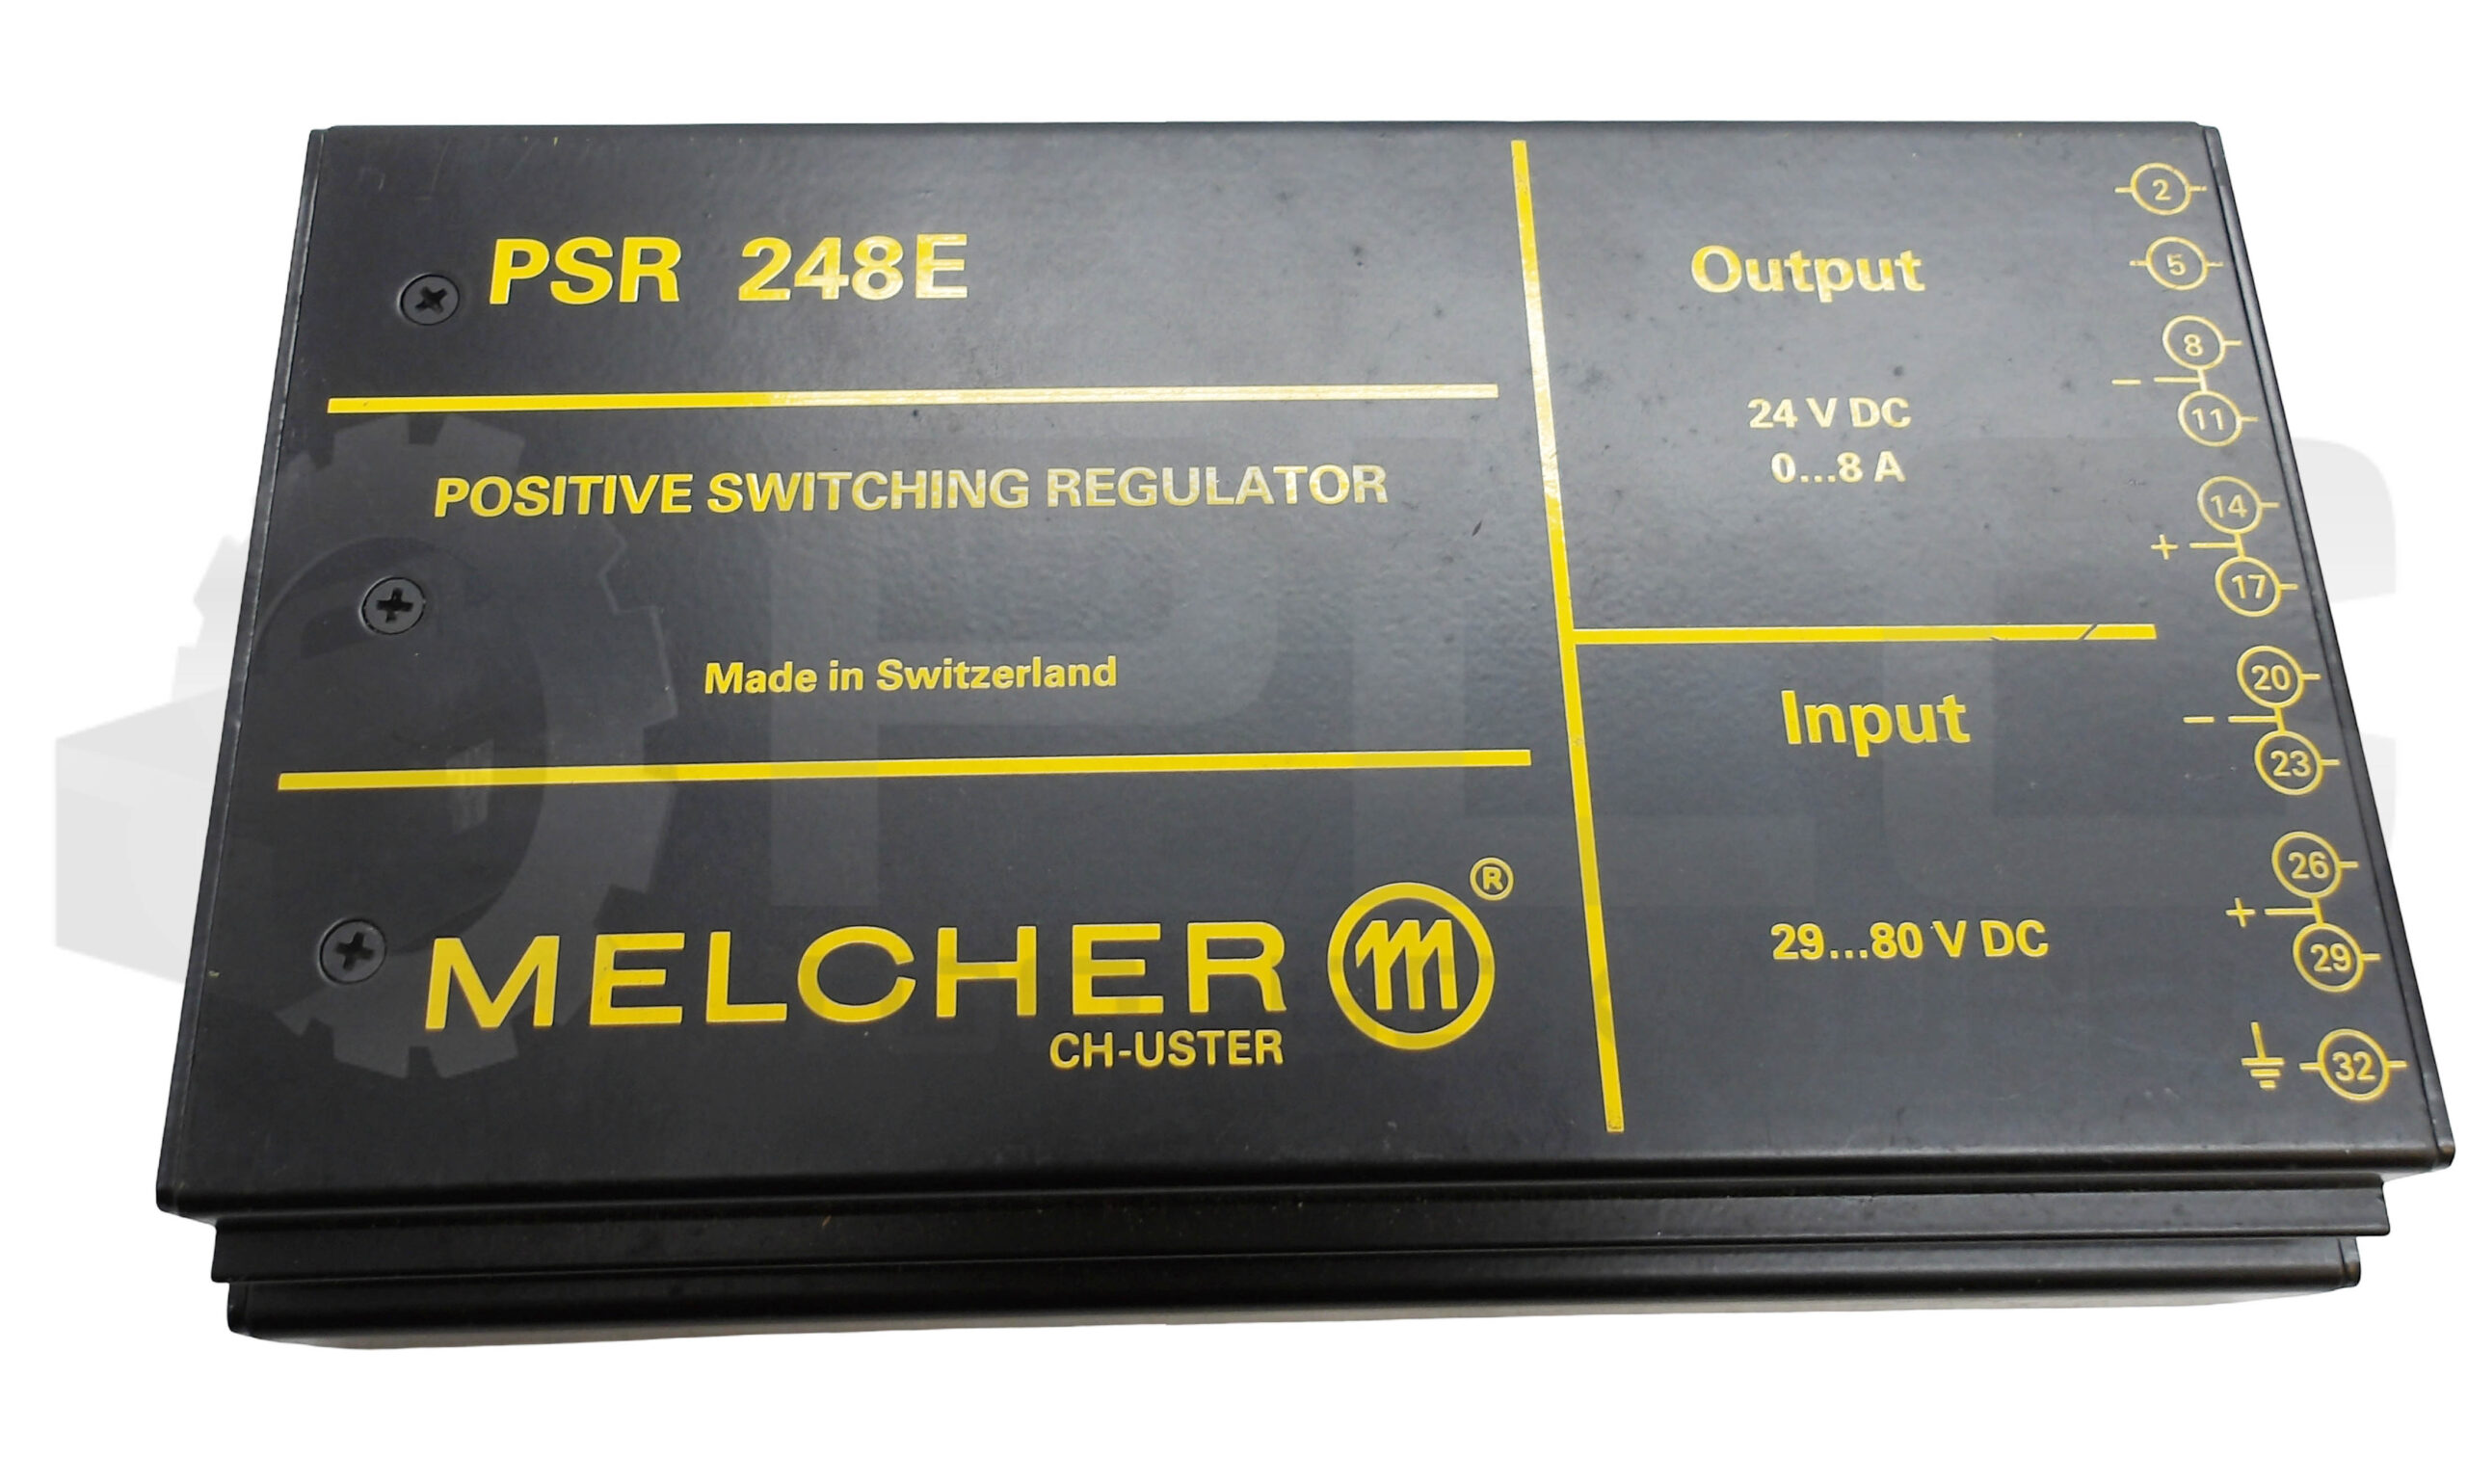 PSR 248E
POSITIVE SWITCHING REGULATOR
Made in Switzerland
MELCHER m ®
CH-USTER
Output
24 V DC
0...8 A
Input
29...80 V DC
2
5
8
−
11
14
+
17
20
−
23
26
+
29
32
PLC